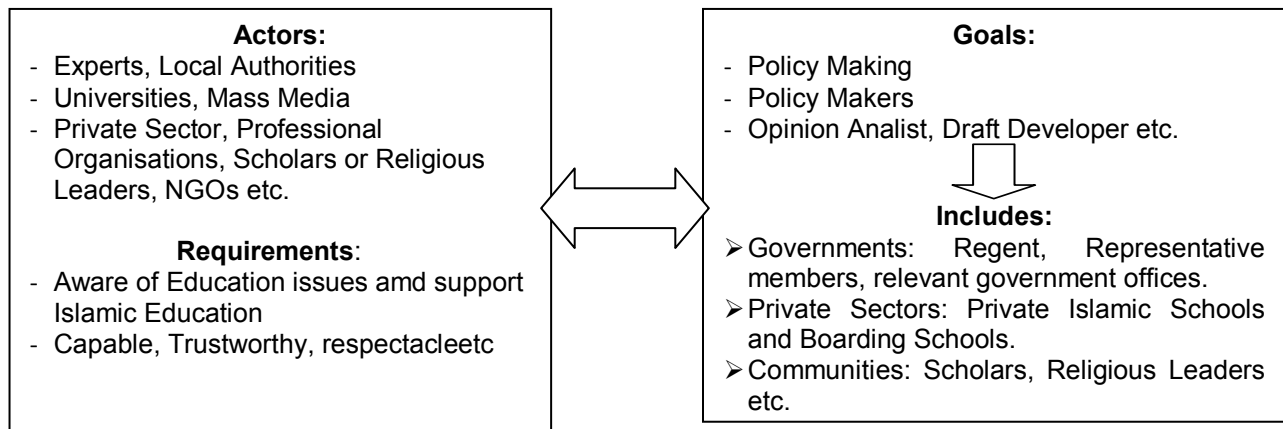 Actors:
- Experts, Local Authorities
- Universities, Mass Media
- Private Sector, Professional
Organisations, Scholars or Religious
Leaders, NGOs etc.
Requirements:
- Aware of Education issues amd support
Islamic Education
- Capable, Trustworthy, respectacleetc
Goals:
- Policy Making
- Policy Makers
- Opinion Analist, Draft Developer etc.
Includes:
➢ Governments: Regent, Representative
members, relevant government offices.
➢ Private Sectors: Private Islamic Schools
and Boarding Schools.
➢ Communities: Scholars, Religious Leaders
etc.